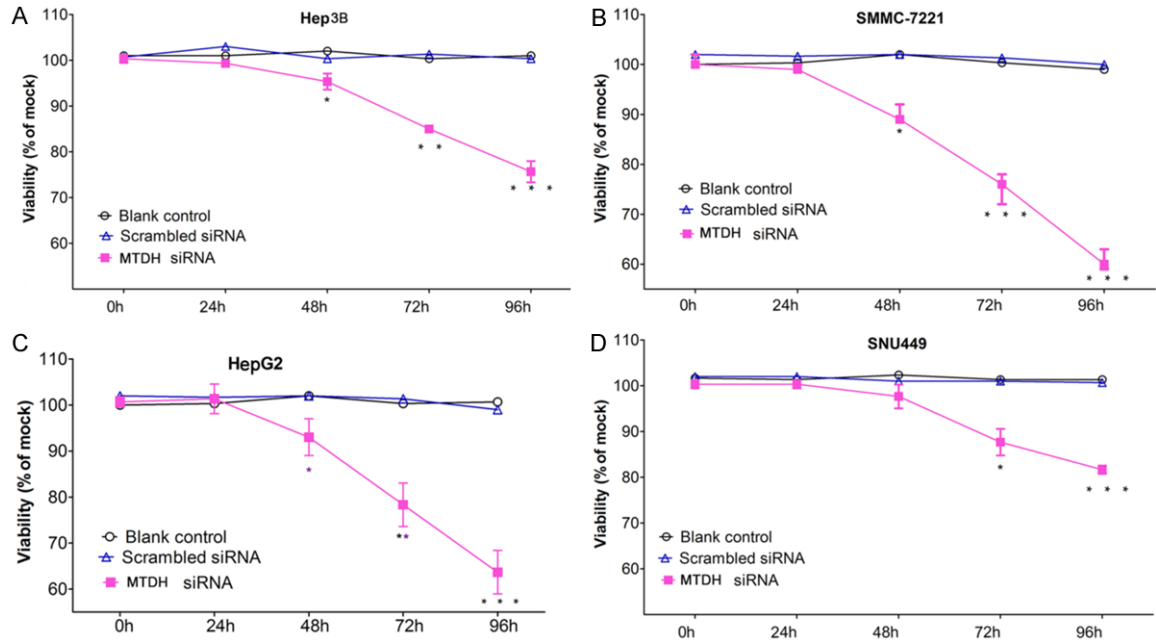 A
Hep3B
Viability (% of mock)
110
100
90
80
70
60
*
* *
* * *
Blank control
Scrambled siRNA
MTDH siRNA
0h 24h 48h 72h 96h
B
SMMC-7221
Viability (% of mock)
110
100
90
80
70
60
*
* * *
* * *
Blank control
Scrambled siRNA
MTDH siRNA
0h 24h 48h 72h 96h
C
HepG2
Viability (% of mock)
110
100
90
80
70
60
*
**
* * *
Blank control
Scrambled siRNA
MTDH siRNA
0h 24h 48h 72h 96h
D
SNU449
Viability (% of mock)
110
100
90
80
70
60
*
* * *
Blank control
Scrambled siRNA
MTDH siRNA
0h 24h 48h 72h 96h